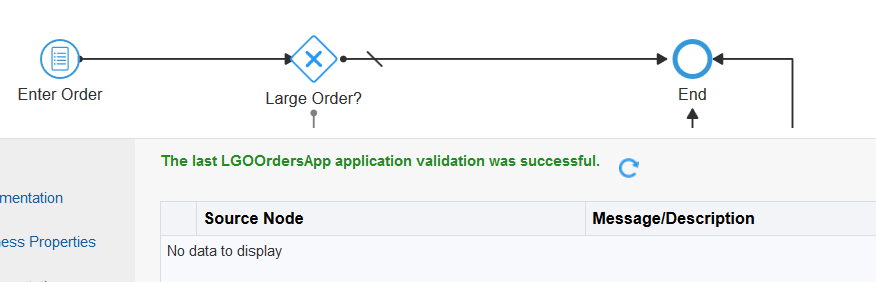 Enter Order
Large Order?
End
The last LGOOrdersApp application validation was successful.
mentation
ness Properties
Source Node
Message/Description
No data to display